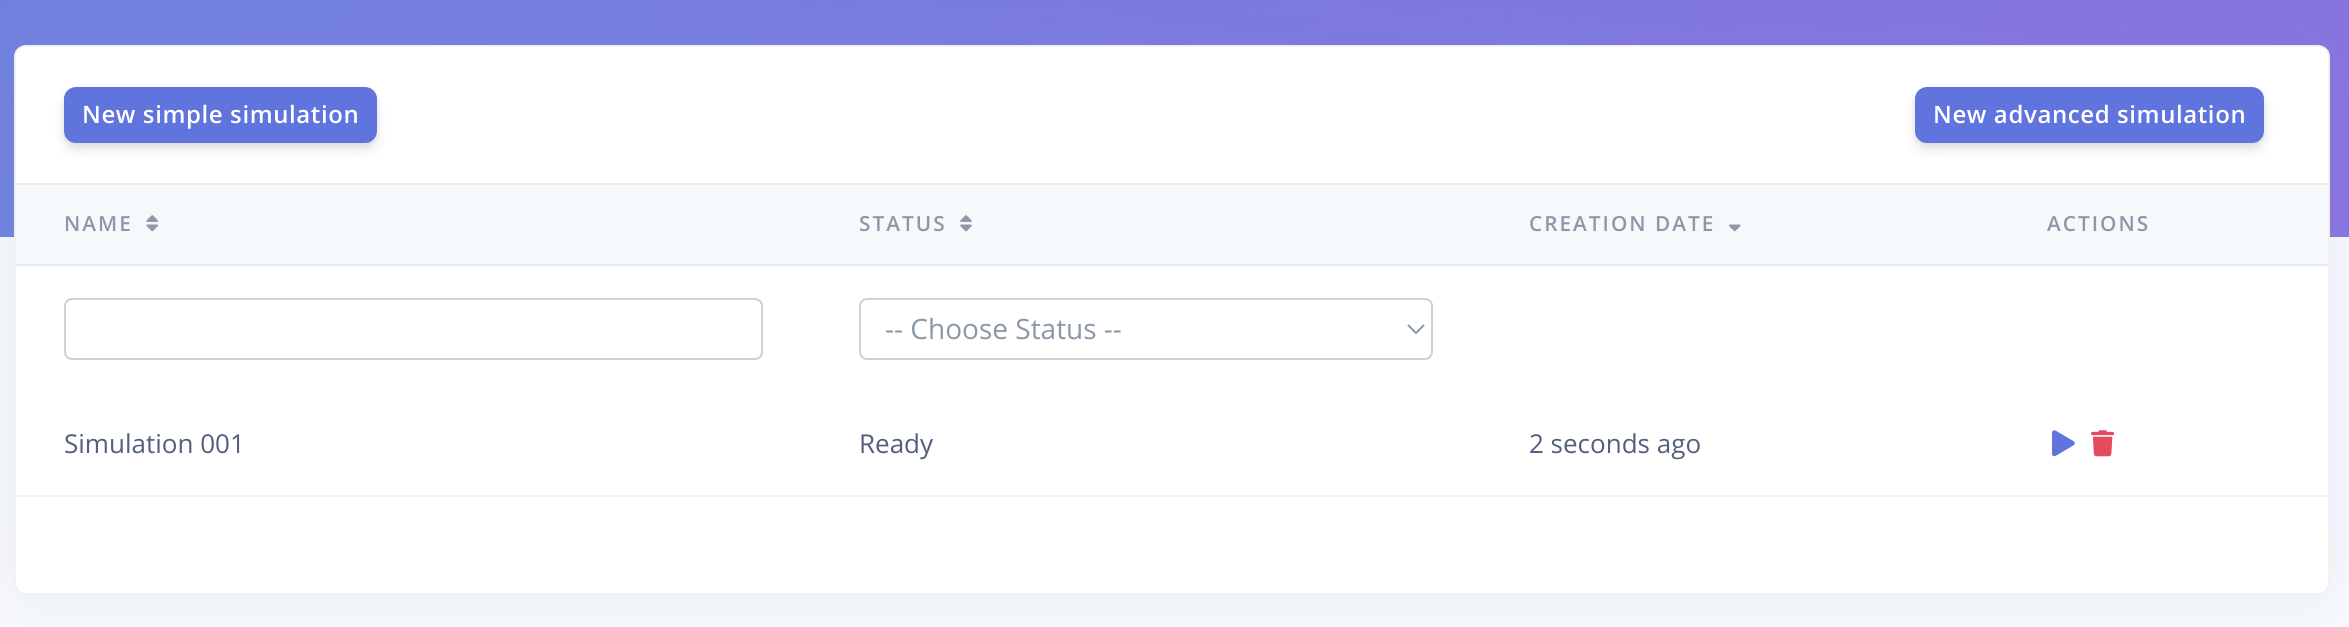 New simple simulation
New advanced simulation
NAME STATUS CREATION DATE ACTIONS
-- Choose Status --
Simulation 001 Ready 2 seconds ago